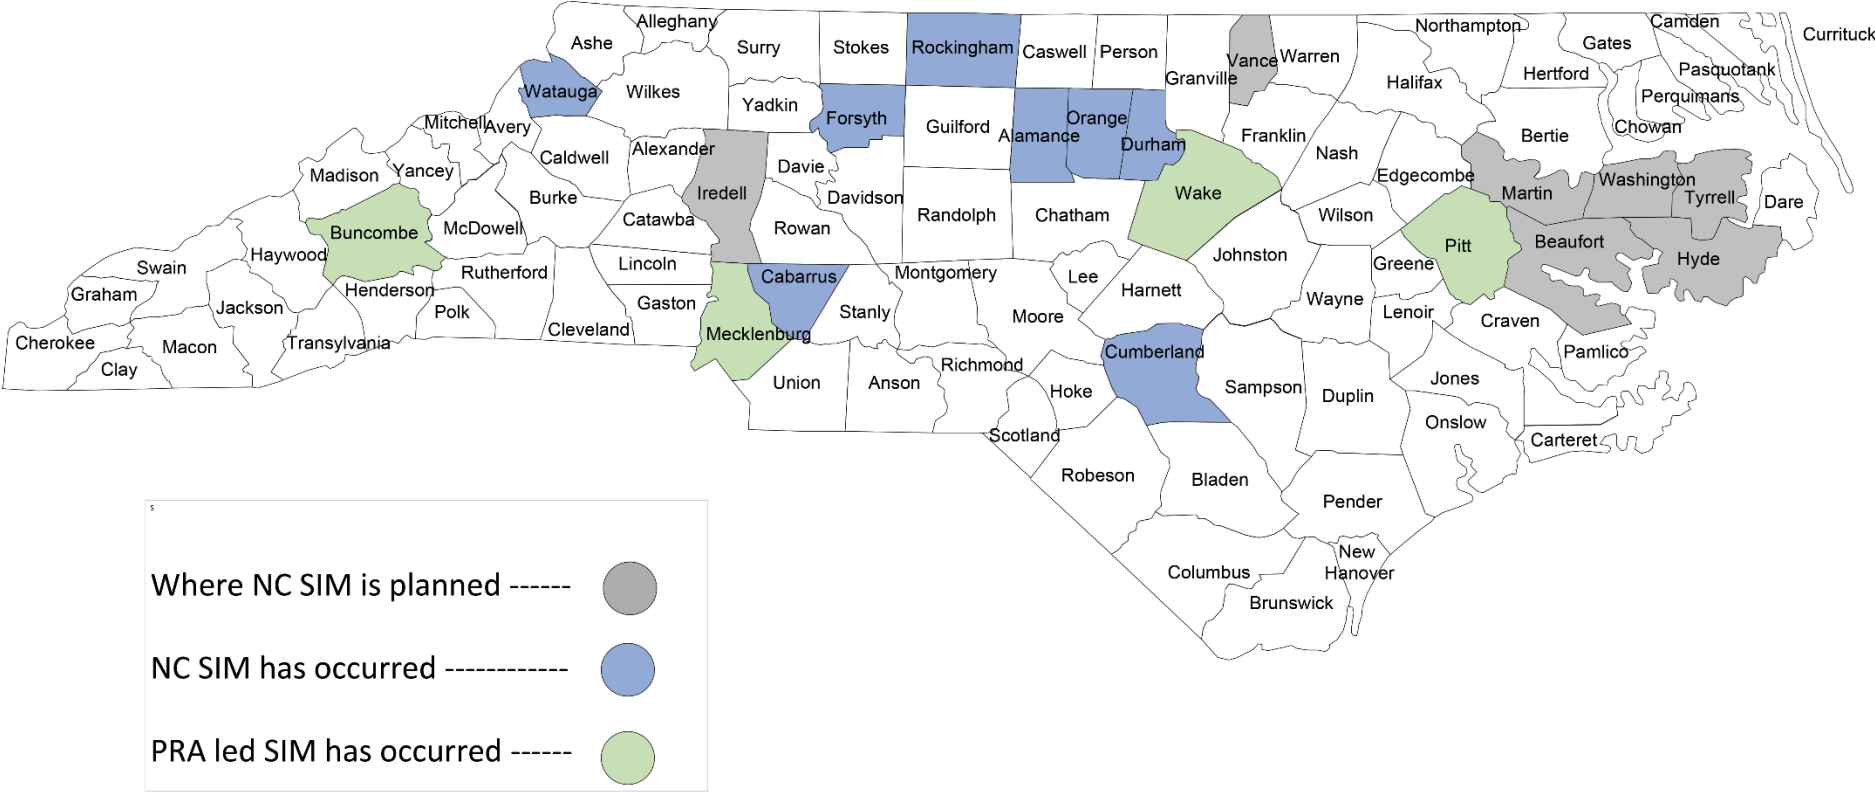 Alleghany
Northampton
Camden
Currituck
Ashe
Surry
Stokes
Rockingham
Caswell
Person
Gates
Vance
Warren
Granville
Halifax
Hertford
Pasquotank
Watauga
Wilkes
Yadkin
Forsyth
Perquimans
Mitchell
Avery
Guilford
Alamance
Orange
Durham
Franklin
Bertie
Chowan
Caldwell
Alexander
Nash
Madison
Yancey
Davie
Edgecombe
Burke
Iredell
Davidson
Wake
Martin
Washington
Tyrrell
Dare
Buncombe
McDowell
Catawba
Rowan
Randolph
Chatham
Wilson
Haywood
Pitt
Beaufort
Hyde
Swain
Rutherford
Lincoln
Cabarrus
Montgomery
Lee
Johnston
Greene
Graham
Jackson
Henderson
Polk
Gaston
Harnett
Wayne
Cherokee
Macon
Transylvania
Cleveland
Mecklenburg
Stanly
Moore
Lenoir
Craven
Clay
Union
Anson
Richmond
Cumberland
Pamlico
Hoke
Sampson
Duplin
Jones
Scotland
Onslow
Carteret
Robeson
Bladen
Pender
Columbus
New
Hanover
Brunswick
s
Where NC SIM is planned ------
NC SIM has occurred ------------
PRA led SIM has occurred ------